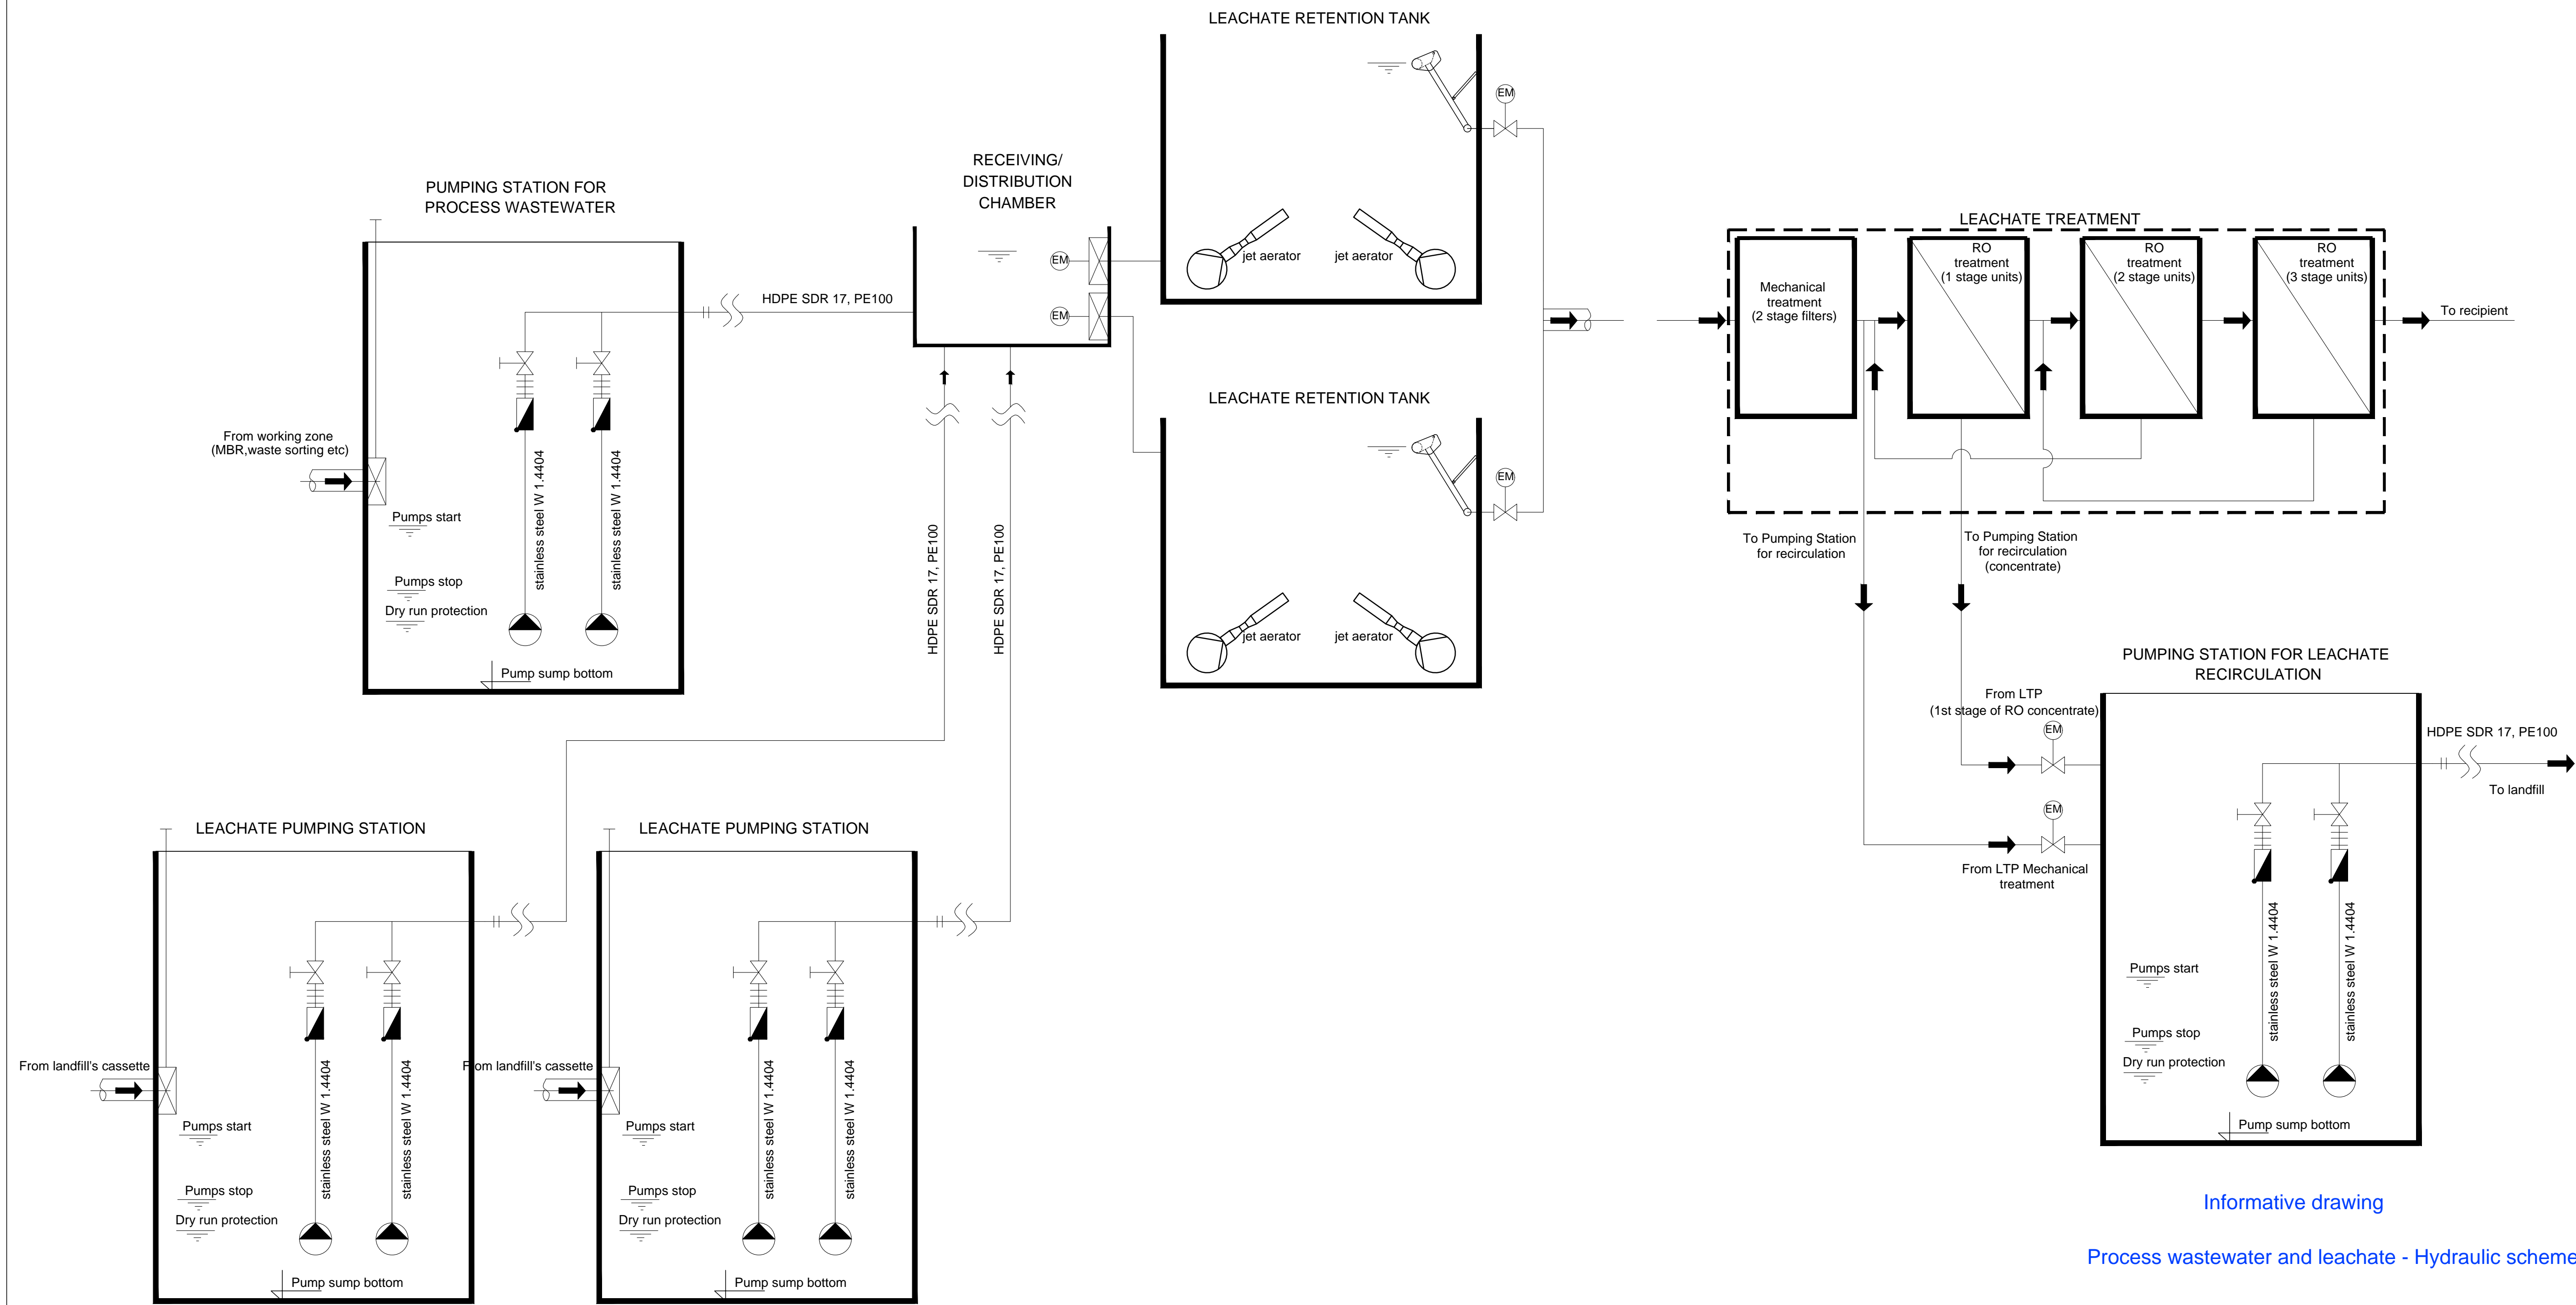 LEACHATE RETENTION TANK
EM
jet aerator
jet aerator
RECEIVING/
DISTRIBUTION
CHAMBER
EM
EM
PUMPING STATION FOR
PROCESS WASTEWATER
HDPE SDR 17, PE100
From working zone
(MBR,waste sorting etc)
stainless steel W 1.4404
stainless steel W 1.4404
Pumps start
Pumps stop
Dry run protection
Pump sump bottom
LEACHATE RETENTION TANK
EM
jet aerator
jet aerator
HDPE SDR 17, PE100
HDPE SDR 17, PE100
LEACHATE TREATMENT
Mechanical
treatment
(2 stage filters)
RO
treatment
(1 stage units)
RO
treatment
(2 stage units)
RO
treatment
(3 stage units)
To recipient
To Pumping Station
for recirculation
To Pumping Station
for recirculation
(concentrate)
PUMPING STATION FOR LEACHATE
RECIRCULATION
From LTP
(1st stage of RO concentrate)
EM
EM
From LTP Mechanical
treatment
HDPE SDR 17, PE100
To landfill
stainless steel W 1.4404
stainless steel W 1.4404
Pumps start
Pumps stop
Dry run protection
Pump sump bottom
LEACHATE PUMPING STATION
From landfill's cassette
stainless steel W 1.4404
stainless steel W 1.4404
Pumps start
Pumps stop
Dry run protection
Pump sump bottom
LEACHATE PUMPING STATION
From landfill's cassette
stainless steel W 1.4404
stainless steel W 1.4404
Pumps start
Pumps stop
Dry run protection
Pump sump bottom
Informative drawing
Process wastewater and leachate - Hydraulic scheme